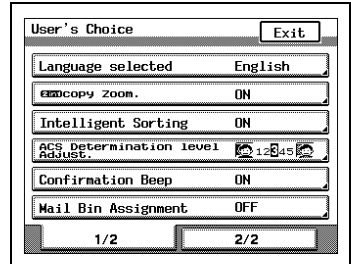 User's Choice
Exit
Language selected English
2in1 copy Zoom. ON
Intelligent Sorting ON
ACS Determination level
Adjust. 12345
Confirmation Beep ON
Mail Bin Assignment OFF
1/2 2/2